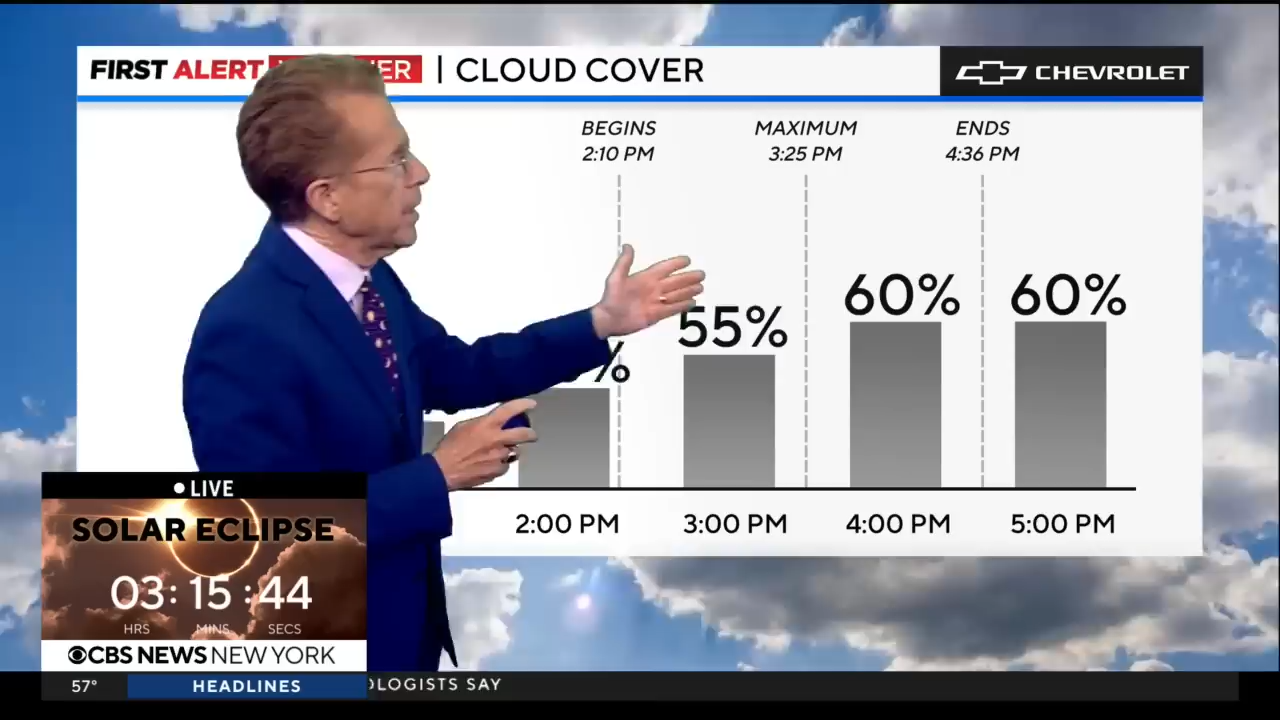 FIRST ALERT
CLOUD COVER
CHEVROLET
BEGINS
2:10 PM
MAXIMUM
3:25 PM
ENDS
4:36 PM
55%
60%
60%
2:00 PM
3:00 PM
4:00 PM
5:00 PM
LIVE
SOLAR ECLIPSE
03: 15 :44
HRS
MINS
SECS
CBS NEWS NEW YORK
57°
HEADLINES
SAY